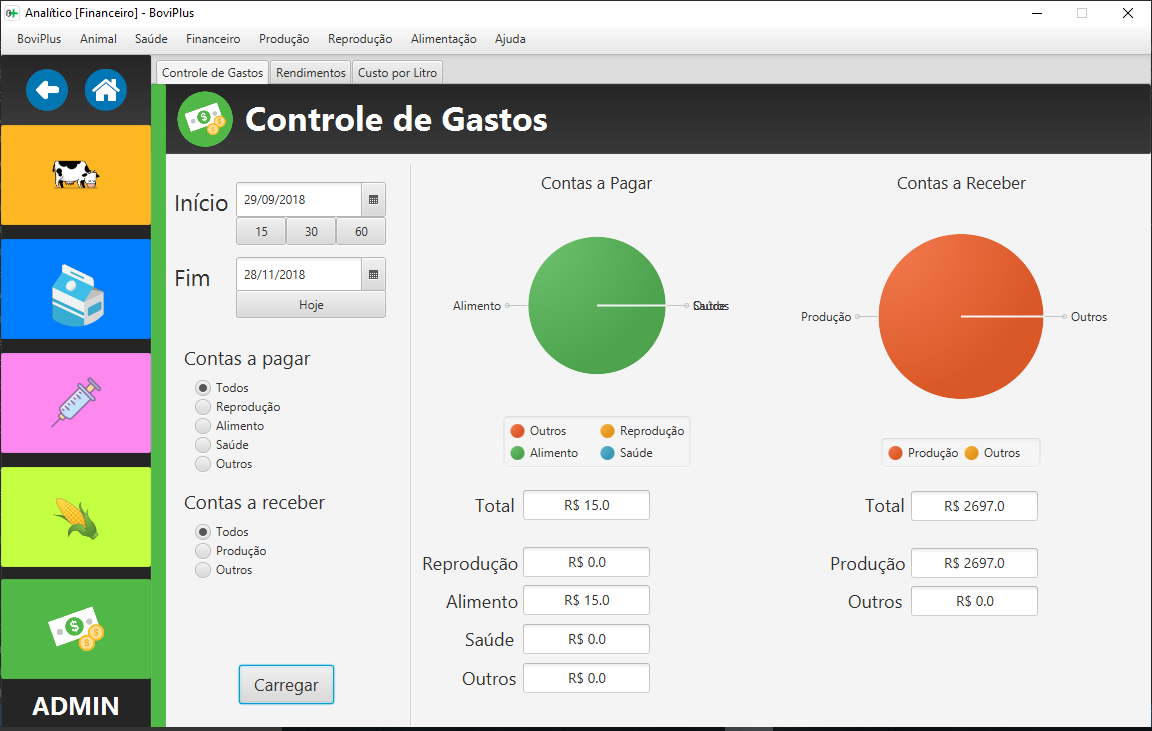 Analítico [Financeiro] - BoviPlus
BoviPlus Animal Saúde Financeiro Produção Reprodução Alimentação Ajuda
Controle de Gastos Rendimentos Custo por Litro
Controle de Gastos
Início 29/09/2018
15 30 60
Fim 28/11/2018
Hoje
Contas a pagar
Todos
Reprodução
Alimento
Saúde
Outros
Contas a receber
Todos
Produção
Outros
Carregar
ADMIN
Contas a Pagar
Alimento
Outros Reprodução
Alimento Saúde
Total R$ 15.0
Reprodução R$ 0.0
Alimento R$ 15.0
Saúde R$ 0.0
Outros R$ 0.0
Contas a Receber
Produção Outros
Produção Outros
Total R$ 2697.0
Produção R$ 2697.0
Outros R$ 0.0